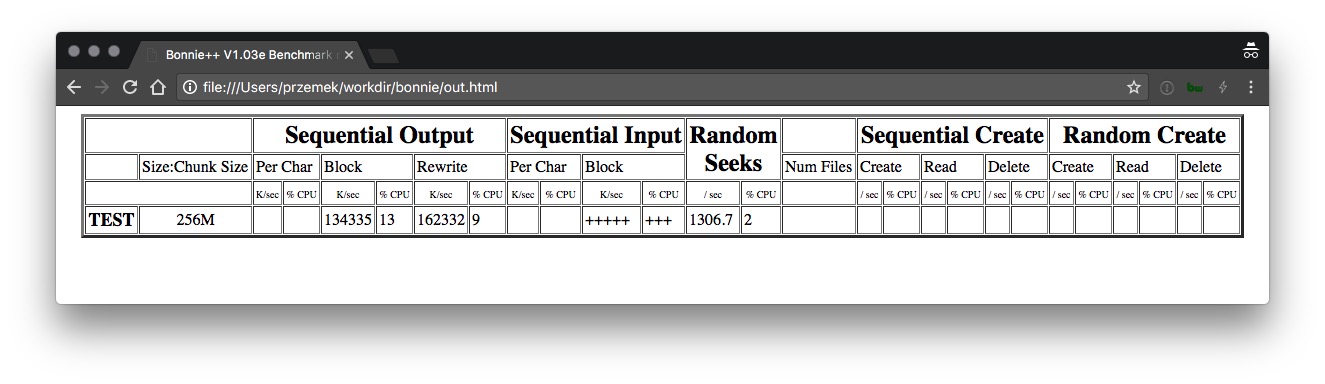 Bonnie++ V1.03e Benchmark
file:///Users/przemek/workdir/bonnie/out.html
Sequential Output Sequential Input Random Seeks Sequential Create Random Create
Size:Chunk Size Per Char Block Rewrite Per Char Block Num Files Create Read Delete Create Read Delete
K/sec % CPU K/sec % CPU K/sec % CPU K/sec % CPU K/sec % CPU / sec % CPU / sec % CPU / sec % CPU / sec % CPU / sec % CPU / sec % CPU / sec % CPU
TEST 256M 134335 13 162332 9 +++++ +++ 1306.7 2